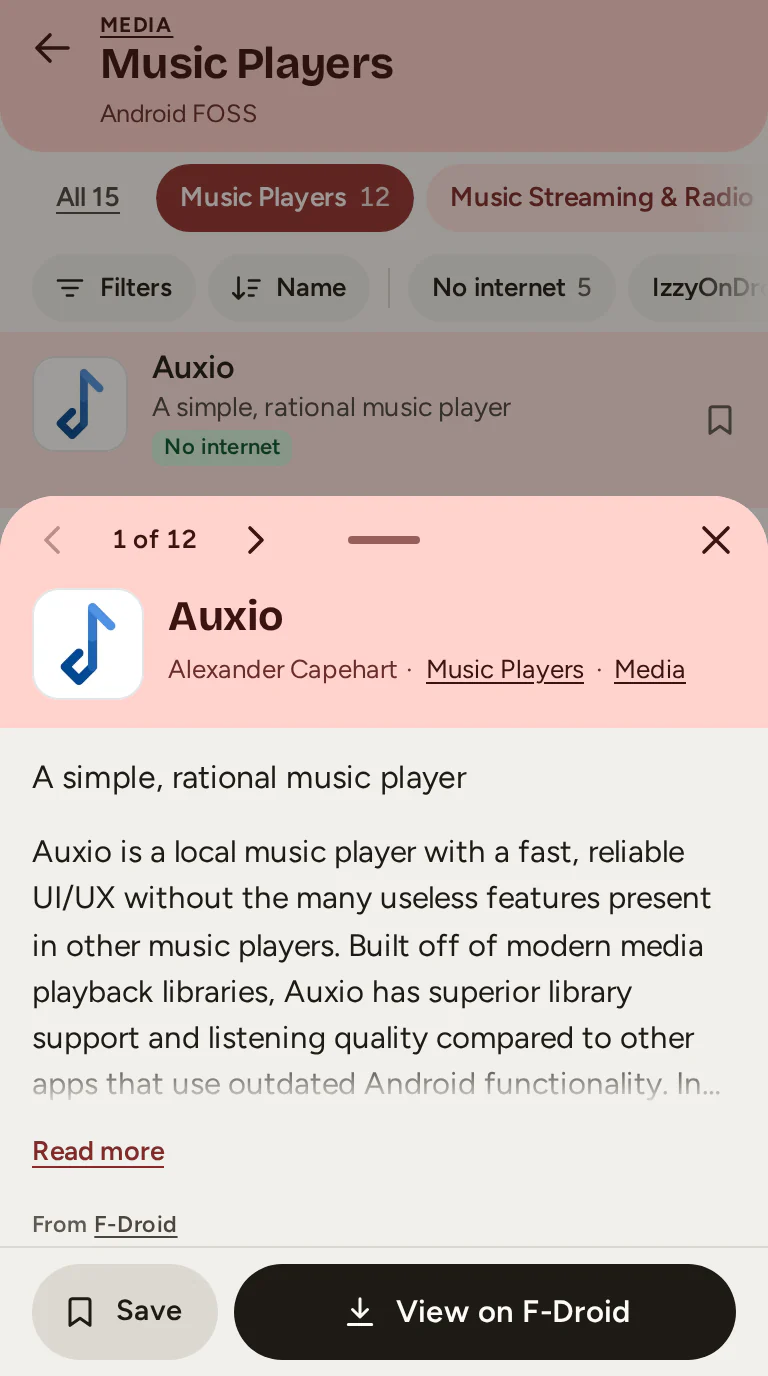 MEDIA
Music Players
Android FOSS
All 15
Music Players 12
Music Streaming & Radio
Filters
Name
No internet 5
IzzyOnDr
Auxio
A simple, rational music player
No internet
1 of 12
Auxio
Alexander Capehart · Music Players · Media
A simple, rational music player
Auxio is a local music player with a fast, reliable
UI/UX without the many useless features present
in other music players. Built off of modern media
playback libraries, Auxio has superior library
support and listening quality compared to other
apps that use outdated Android functionality. In...
Read more
From F-Droid
Save
View on F-Droid